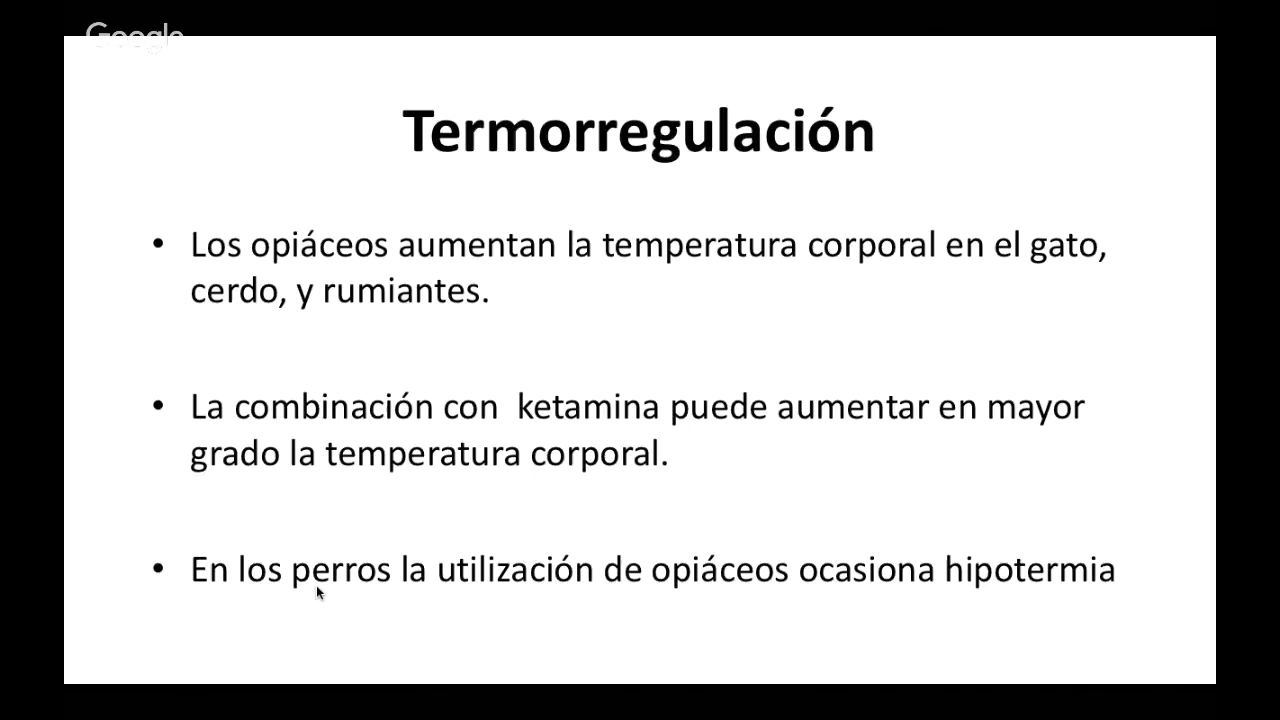 Google
Termorregulación
• Los opiáceos aumentan la temperatura corporal en el gato,
cerdo, y rumiantes.
• La combinación con  ketamina puede aumentar en mayor
grado la temperatura corporal.
• En los perros la utilización de opiáceos ocasiona hipotermia